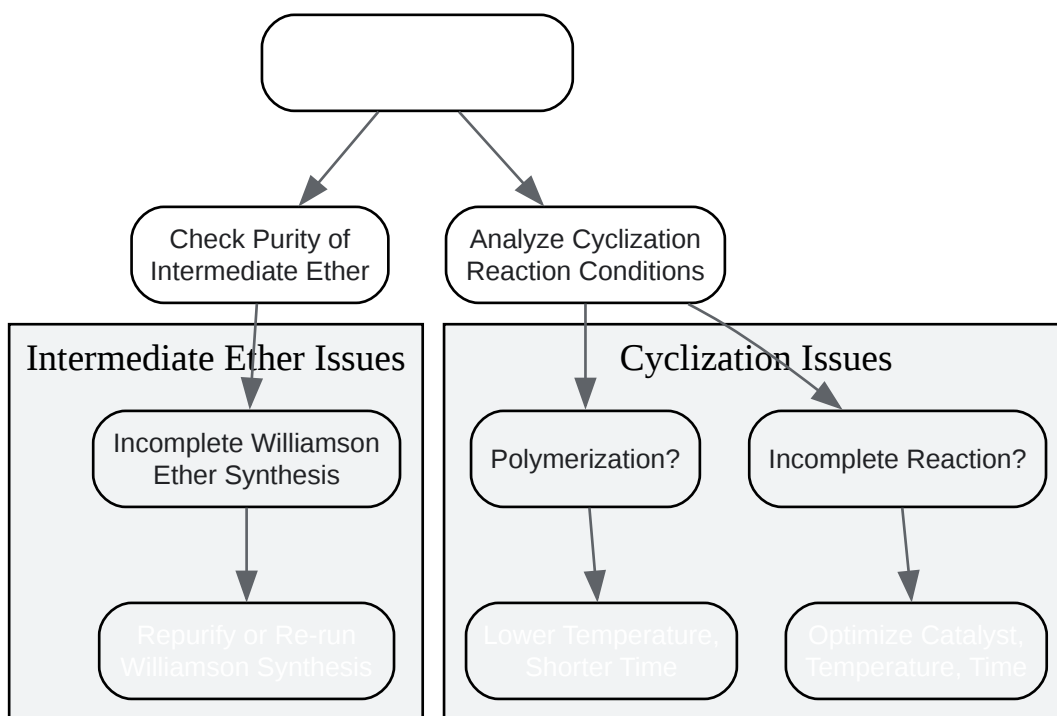 Check Purity of
Intermediate Ether
Analyze Cyclization
Reaction Conditions
Intermediate Ether Issues
Cyclization Issues
Incomplete Williamson
Ether Synthesis
Polymerization?
Incomplete Reaction?
Repurify or Re-run
Williamson Synthesis
Lower Temperature,
Shorter Time
Optimize Catalyst,
Temperature, Time